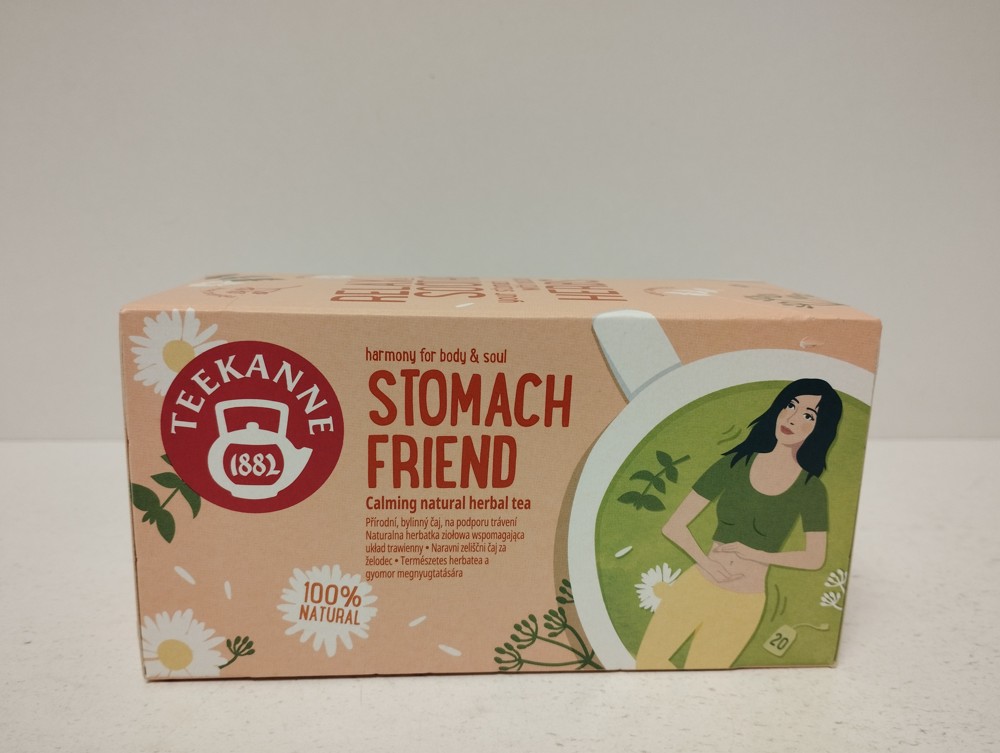 TEEKANNE
1882
harmony for body & soul
STOMACH
FRIEND
Calming natural herbal tea
Přírodní, bylinný čaj, na podporu trávení
Naturalna herbatka ziołowa wspomagająca
układ trawienny • Naravni zeliščni čaj za
želodec • Természetes herbatea a
gyomor megnyugtatására
100%
NATURAL
20